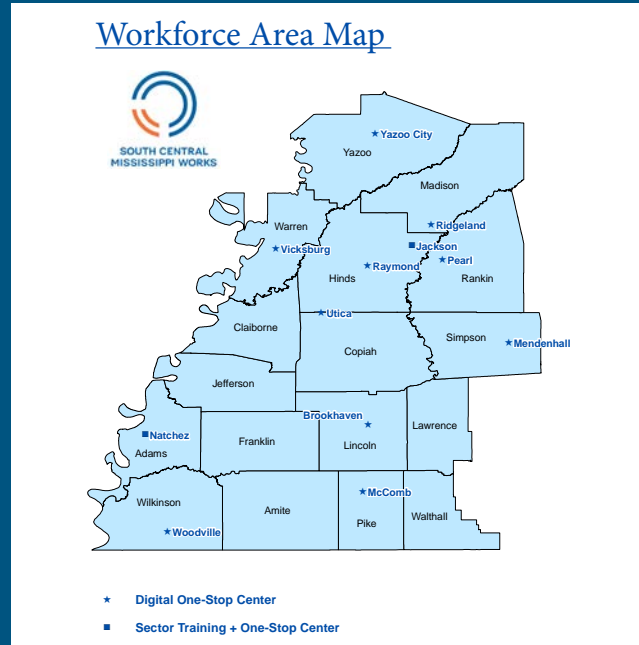 Workforce Area Map
SOUTH CENTRAL
MISSISSIPPI WORKS
Yazoo City
Yazoo
Madison
Warren
Ridgeland
Vicksburg
Jackson
Pearl
Raymond
Hinds
Rankin
Utica
Claiborne
Simpson
Mendenhall
Copiah
Jefferson
Brookhaven
Lawrence
Natchez
Franklin
Lincoln
Adams
McComb
Wilkinson
Amite
Walthall
Pike
Woodville
Digital One-Stop Center
Sector Training + One-Stop Center